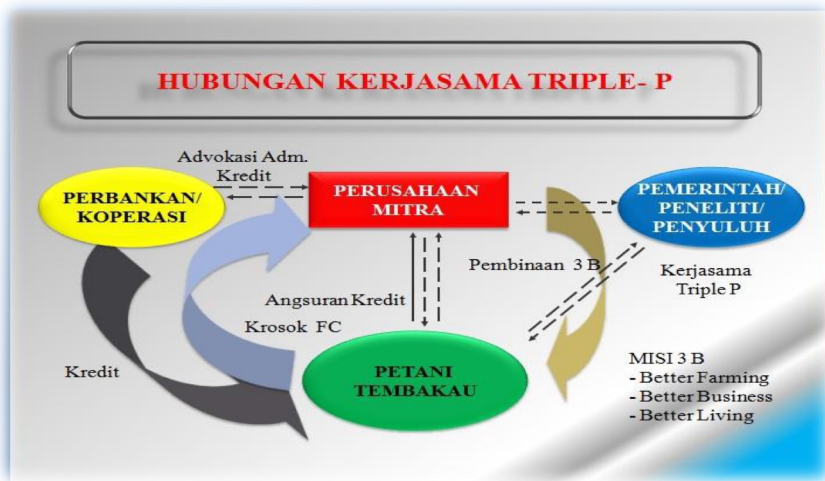 HUBUNGAN KERJASAMA TRIPLE- P
Advokasi Adm.
Kredit
PERBANKAN/
KOPERASI
PERUSAHAAN
MITRA
PEMERINTAH/
PENELITI/
PENYULUH
Pembinaan 3 B
Kerjasama
Triple P
Angsuran Kredit
Krosok FC
Kredit
PETANI
TEMBAKAU
MISI 3 B
- Better Farming
- Better Business
- Better Living